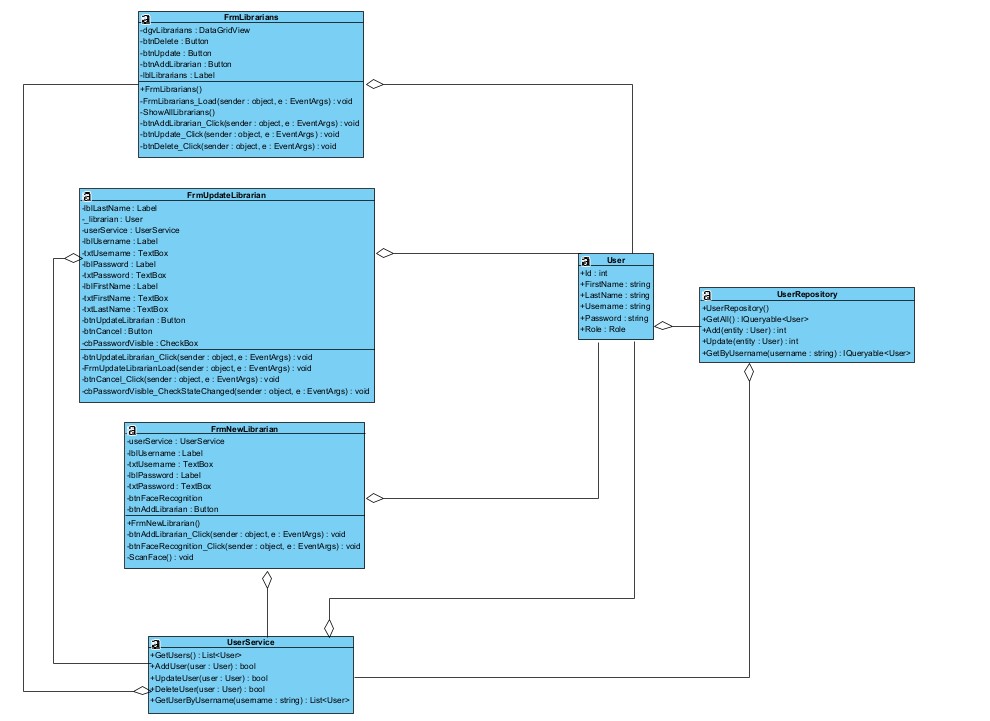 FrmLibrarians
-dgvLibrarians : DataGridView
-btnDelete : Button
-btnUpdate : Button
-btnAddLibrarian : Button
-lblLibrarians : Label
+FrmLibrarians()
-FrmLibrarians_Load(sender : object, e : EventArgs) : void
-ShowAllLibrarians()
-btnAddLibrarian_Click(sender : object, e : EventArgs) : void
-btnUpdate_Click(sender : object, e : EventArgs) : void
-btnDelete_Click(sender : object, e : EventArgs) : void
FrmUpdateLibrarian
-lblLastName : Label
-_librarian : User
-userService : UserService
-lblUsername : Label
-txtUsername : TextBox
-lblPassword : Label
-txtPassword : TextBox
-lblFirstName : Label
-txtFirstName : TextBox
-txtLastName : TextBox
-btnUpdateLibrarian : Button
-btnCancel : Button
-cbPasswordVisible : CheckBox
-btnUpdateLibrarian_Click(sender : object, e : EventArgs) : void
-FrmUpdateLibrarianLoad(sender : object, e : EventArgs) : void
-btnCancel_Click(sender : object, e : EventArgs) : void
-cbPasswordVisible_CheckStateChanged(sender : object, e : EventArgs) : void
User
+Id : int
+FirstName : string
+LastName : string
+Username : string
+Password : string
+Role : Role
UserRepository
+UserRepository()
+GetAll() : IQueryable<User>
+Add(entity : User) : int
+Update(entity : User) : int
+GetByUsername(username : string) : IQueryable<User>
FrmNewLibrarian
-userService : UserService
-lblUsername : Label
-txtUsername : TextBox
-lblPassword : Label
-txtPassword : TextBox
-btnFaceRecognition
-btnAddLibrarian : Button
+FrmNewLibrarian()
-btnAddLibrarian_Click(sender : object, e : EventArgs) : void
-btnFaceRecognition_Click(sender : object, e : EventArgs) : void
-ScanFace() : void
UserService
+GetUsers() : List<User>
+AddUser(user : User) : bool
+UpdateUser(user : User) : bool
+DeleteUser(user : User) : bool
+GetUserByUsername(username : string) : List<User>